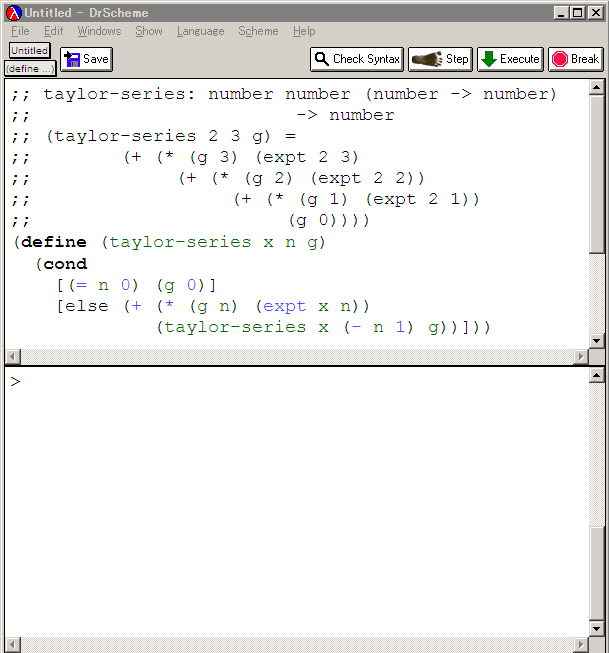 Untitled - DrScheme
File Edit Windows Show Language Scheme Help
Untitled
(define ...)
Save
Check Syntax
Step
Execute
Break
;; taylor-series: number number (number -> number)
;;                          -> number
;; (taylor-series 2 3 g) =
;;        (+ (* (g 3) (expt 2 3)
;;             (+ (* (g 2) (expt 2 2))
;;                  (+ (* (g 1) (expt 2 1))
;;                       (g 0))))
(define (taylor-series x n g)
  (cond
    [(= n 0) (g 0)]
    [else (+ (* (g n) (expt x n))
             (taylor-series x (- n 1) g))]))
>